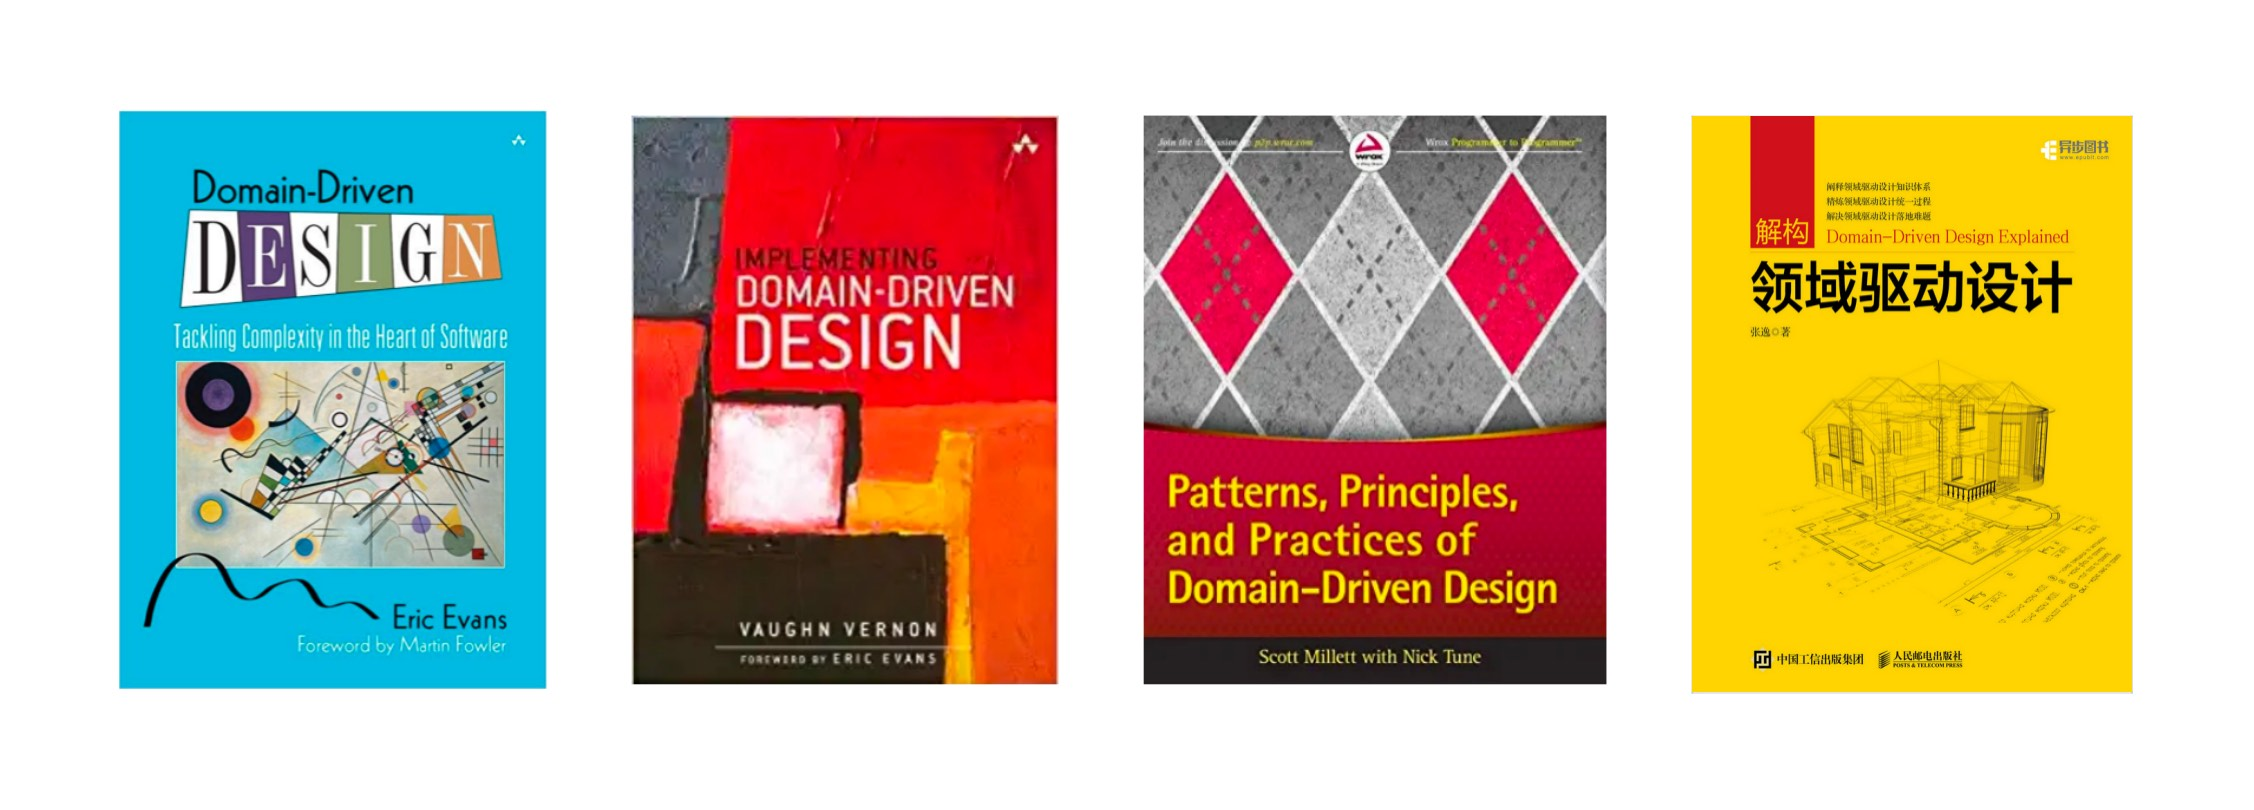 Domain-Driven
DESIGN
Tackling Complexity in the Heart of Software
Eric Evans
Foreword by Martin Fowler
IMPLEMENTING
DOMAIN-DRIVEN
DESIGN
VAUGHN VERNON
FOREWORD BY ERIC EVANS
Join the discussion @ p2p.wrox.com
wrox
Wrox Programmer to Programmer™
Patterns, Principles,
and Practices of
Domain-Driven Design
Scott Millett with Nick Tune
异步图书
www.epubit.com
阐释领域驱动设计知识体系
精炼领域驱动设计统一过程
解决领域驱动设计落地难题
解构
Domain-Driven Design Explained
领域驱动设计
张逸◎著
中国工信出版集团
人民邮电出版社
POSTS & TELECOM PRESS